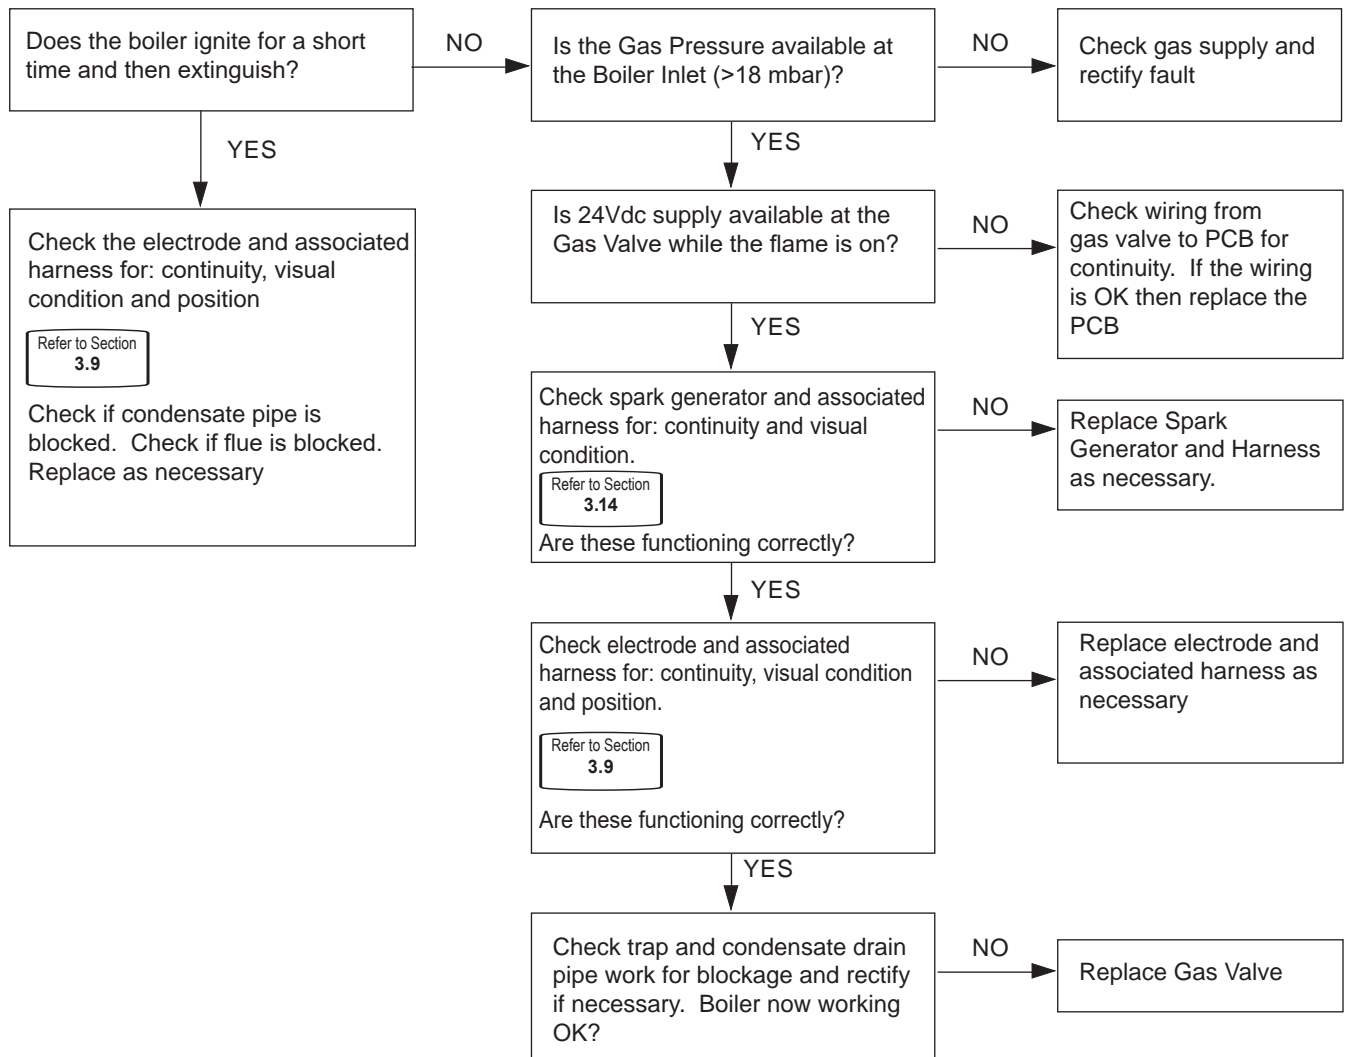 Does the boiler ignite for a short
time and then extinguish?
NO
Is the Gas Pressure available at
the Boiler Inlet (>18 mbar)?
NO
Check gas supply and
rectify fault
YES
YES
Check the electrode and associated
harness for: continuity, visual
condition and position
Refer to Section
3.9
Check if condensate pipe is
blocked.  Check if flue is blocked.
Replace as necessary
Is 24Vdc supply available at the
Gas Valve while the flame is on?
NO
Check wiring from
gas valve to PCB for
continuity.  If the wiring
is OK then replace the
PCB
YES
Check spark generator and associated
harness for: continuity and visual
condition.
Refer to Section
3.14
Are these functioning correctly?
NO
Replace Spark
Generator and Harness
as necessary.
YES
Check electrode and associated
harness for: continuity, visual condition
and position.
Refer to Section
3.9
Are these functioning correctly?
NO
Replace electrode and
associated harness as
necessary
YES
Check trap and condensate drain
pipe work for blockage and rectify
if necessary.  Boiler now working
OK?
NO
Replace Gas Valve